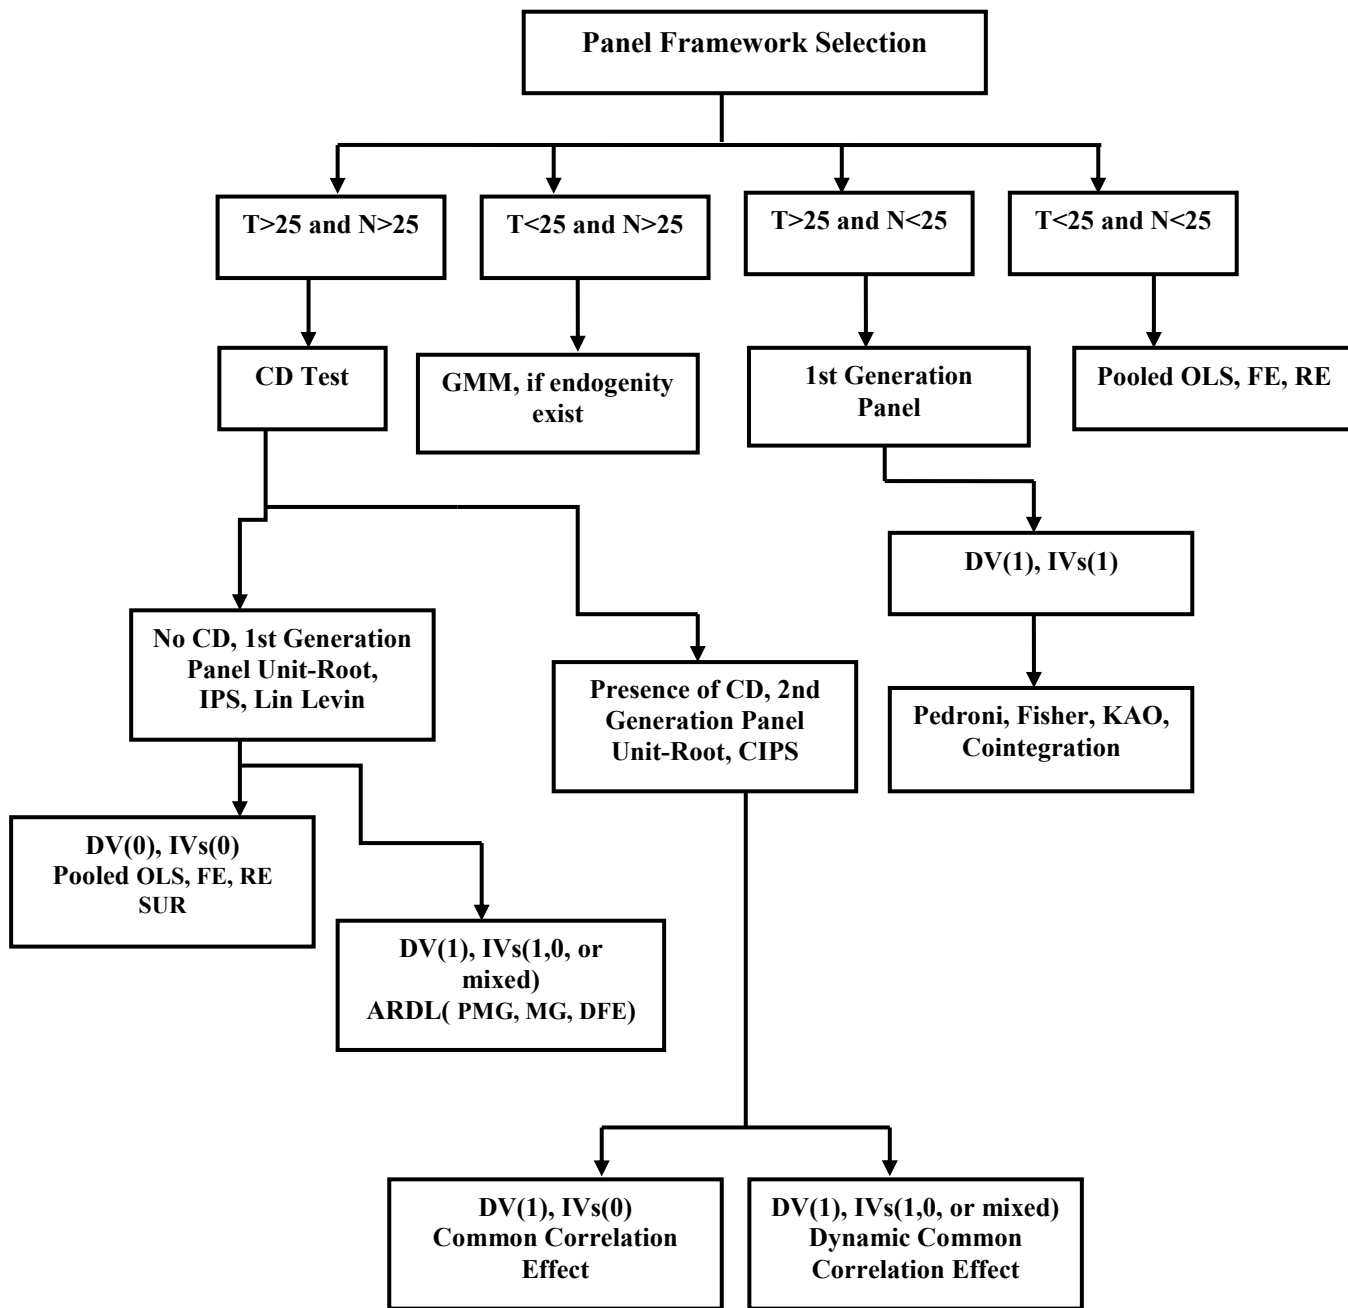 Panel Framework Selection
T>25 and N>25
T<25 and N>25
T>25 and N<25
T<25 and N<25
CD Test
GMM, if endogenity
exist
1st Generation
Panel
Pooled OLS, FE, RE
DV(1), IVs(1)
No CD, 1st Generation
Panel Unit-Root,
IPS, Lin Levin
Presence of CD, 2nd
Generation Panel
Unit-Root, CIPS
Pedroni, Fisher, KAO,
Cointegration
DV(0), IVs(0)
Pooled OLS, FE, RE
SUR
DV(1), IVs(1,0, or
mixed)
ARDL( PMG, MG, DFE)
DV(1), IVs(0)
Common Correlation
Effect
DV(1), IVs(1,0, or mixed)
Dynamic Common
Correlation Effect